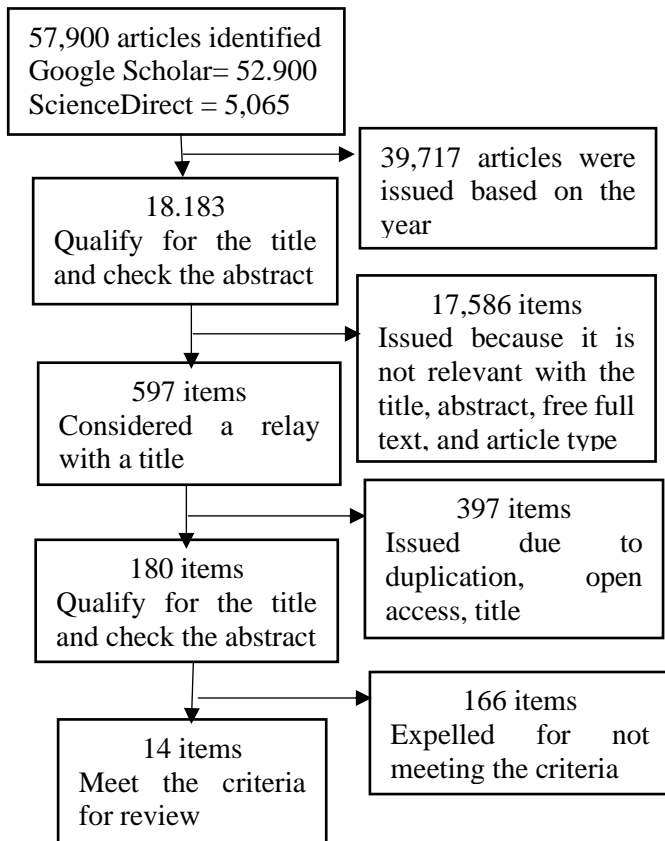 57,900 articles identified
Google Scholar= 52.900
ScienceDirect = 5,065
39,717 articles were
issued based on the
year
18.183
Qualify for the title
and check the abstract
17,586 items
Issued because it is
not relevant with the
title, abstract, free full
text, and article type
597 items
Considered a relay
with a title
397 items
Issued due to
duplication, open
access, title
180 items
Qualify for the title
and check the abstract
166 items
Expelled for not
meeting the criteria
14 items
Meet the criteria
for review